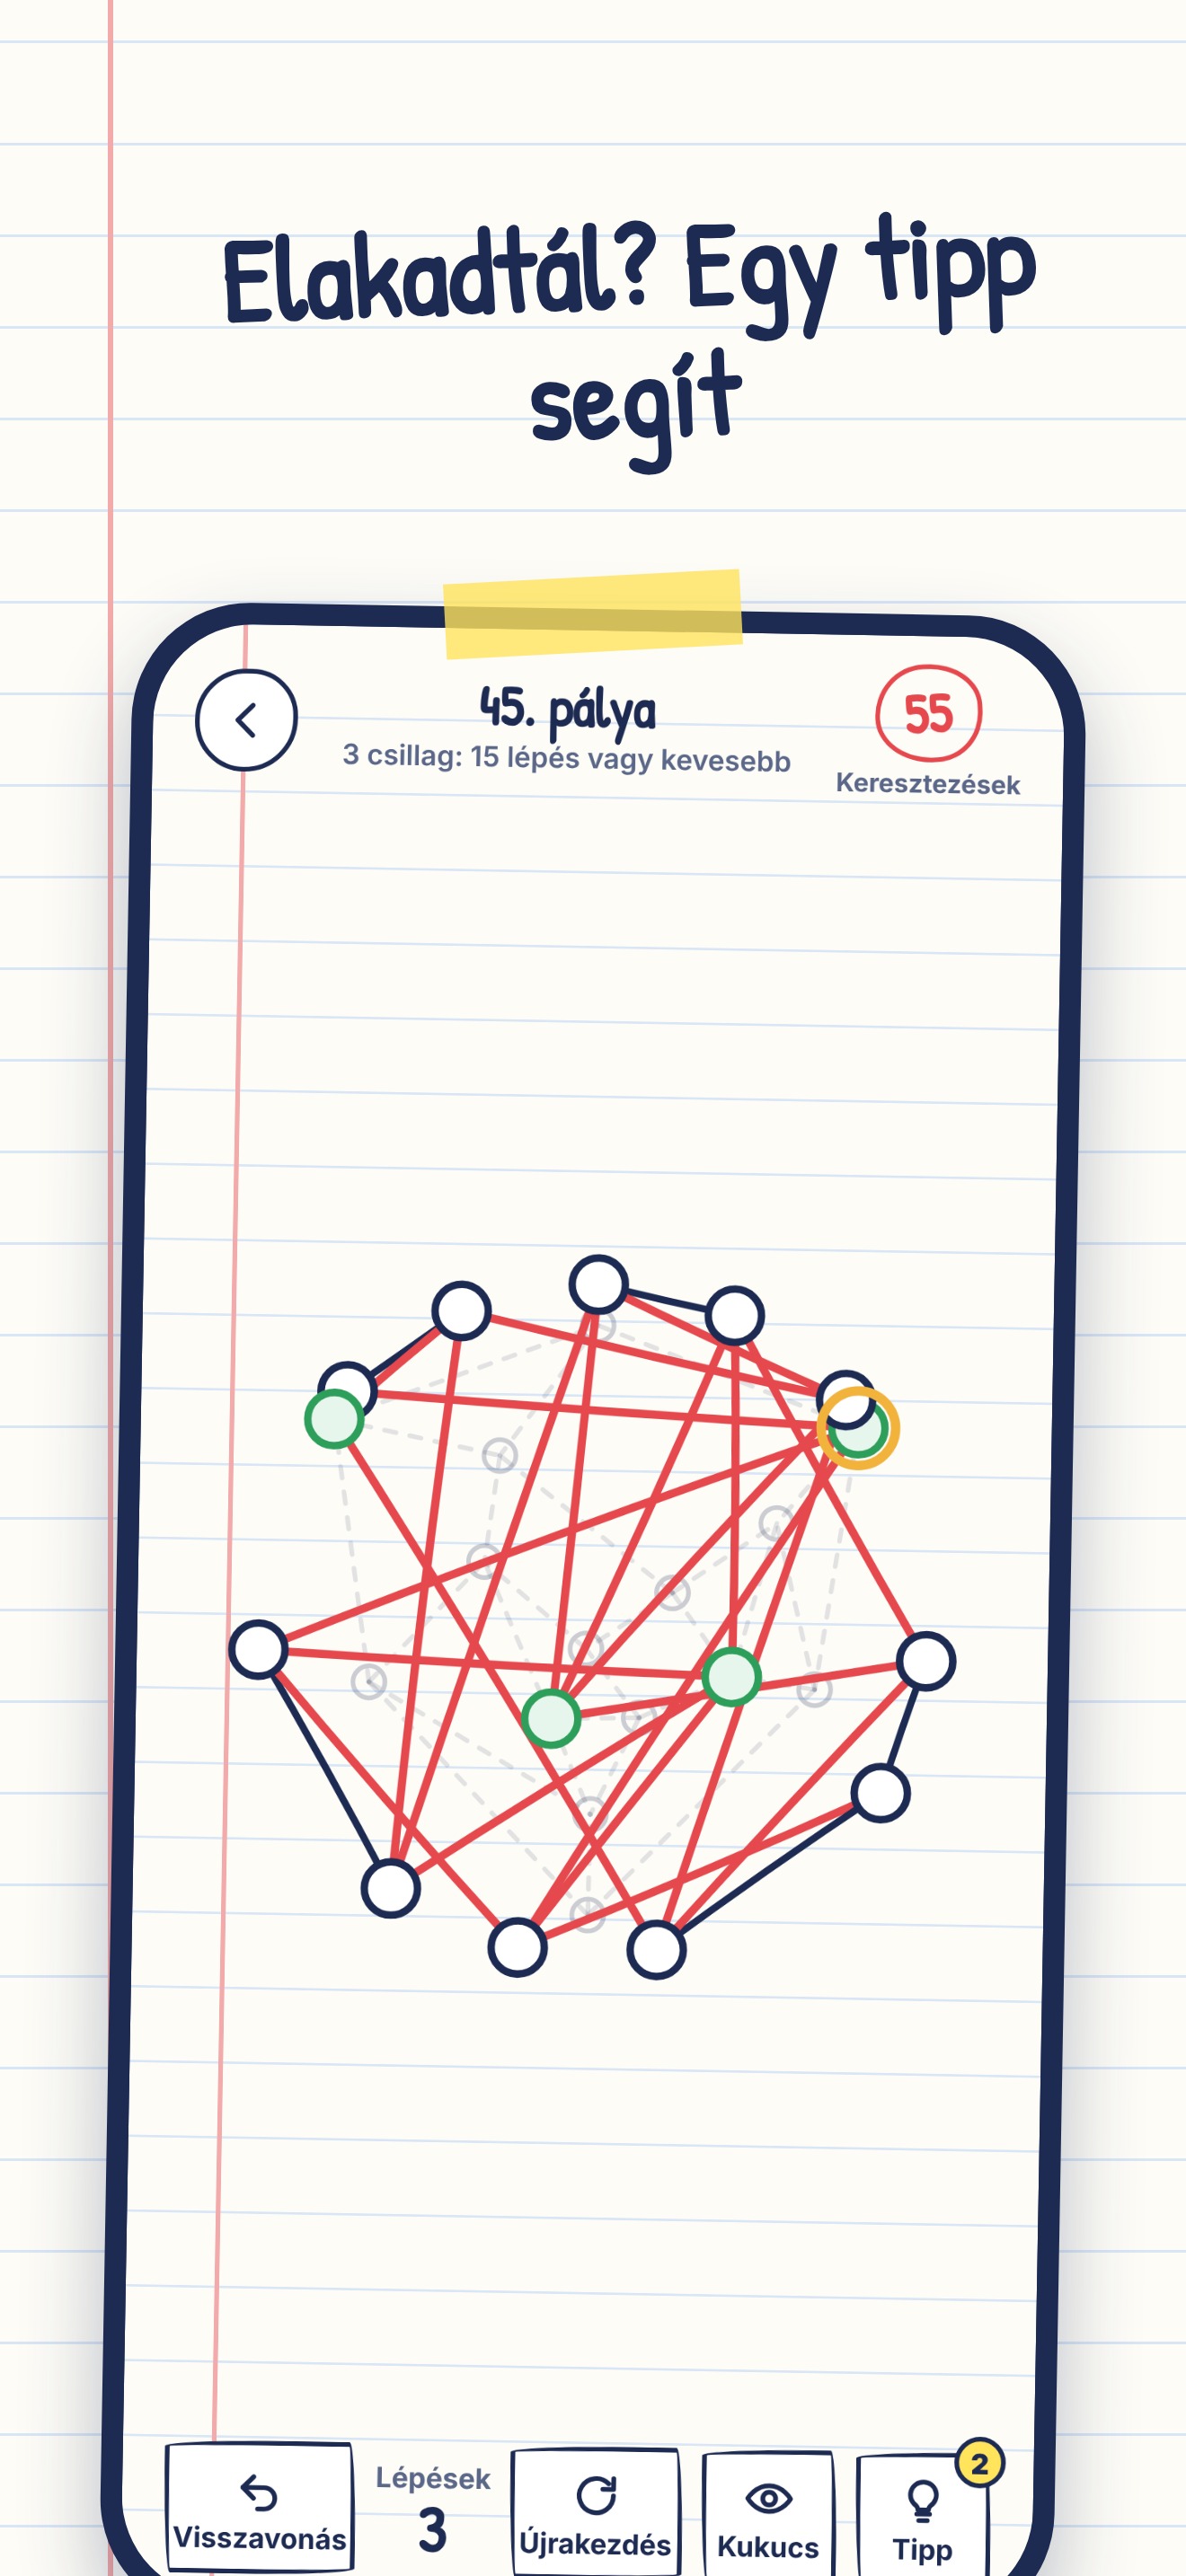 Elakadtál? Egy tipp
segít
45. pálya
3 csillag: 15 lépés vagy kevesebb
55
Keresztezések
Visszavonás
Lépések
3
Újrakezdés
Kukucs
2
Tipp